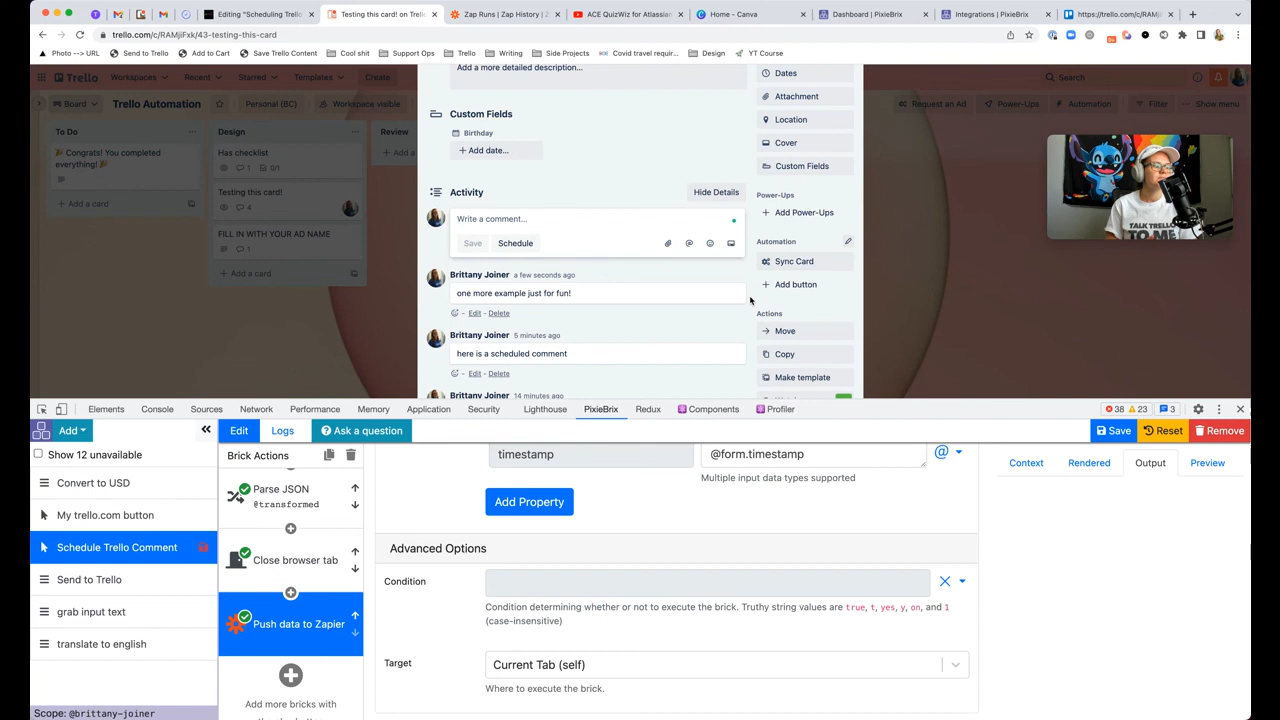 Editing "Scheduling Trello
Testing this card! on Trello
Zap Runs | Zap History | Z
ACE QuizWiz for Atlassian
Home - Canva
Dashboard | PixieBrix
Integrations | PixieBrix
https://trello.com/c/RAMj
trello.com/c/RAMjiFxk/43-testing-this-card
Photo --> URL
Send to Trello
Add to Cart
Save Trello Content
Cool shit
Support Ops
Trello
Writing
Side Projects
Covid travel requir...
Design
YT Course
Trello
Workspaces
Recent
Starred
Templates
Create
Search
Board
Trello Automation
Personal (BC)
Workspace visible
Request an Ad
Power-Ups
Automation
Filter
Show menu
To Do
Congrats! You completed
everything!
+ Add a card
Design
Has checklist
1
0/1
Testing this card!
4
FILL IN WITH YOUR AD NAME
1
+ Add a card
Review
+ Add a
Add a more detailed description...
Custom Fields
Birthday
+ Add date...
Activity
Hide Details
Write a comment...
Save
Schedule
Brittany Joiner a few seconds ago
one more example just for fun!
- Edit - Delete
Brittany Joiner 5 minutes ago
here is a scheduled comment
- Edit - Delete
Brittany Joiner 14 minutes ago
Dates
Attachment
Location
Cover
Custom Fields
Power-Ups
+ Add Power-Ups
Automation
Sync Card
+ Add button
Actions
Move
Copy
Make template
TALK TRELLO
TO ME
Elements
Console
Sources
Network
Performance
Memory
Application
Security
Lighthouse
PixieBrix
Redux
Components
Profiler
38
23
3
Add
Edit
Logs
Ask a question
Save
Reset
Remove
Show 12 unavailable
Convert to USD
My trello.com button
Schedule Trello Comment
Send to Trello
grab input text
translate to english
Scope: @brittany-joiner
Brick Actions
Parse JSON
@transformed
Close browser tab
Push data to Zapier
Add more bricks with
timestamp
@form.timestamp
@
Multiple input data types supported
Add Property
Advanced Options
Condition
Condition determining whether or not to execute the brick. Truthy string values are true, t, yes, y, on, and 1
(case-insensitive)
Target
Current Tab (self)
Where to execute the brick.
Context
Rendered
Output
Preview